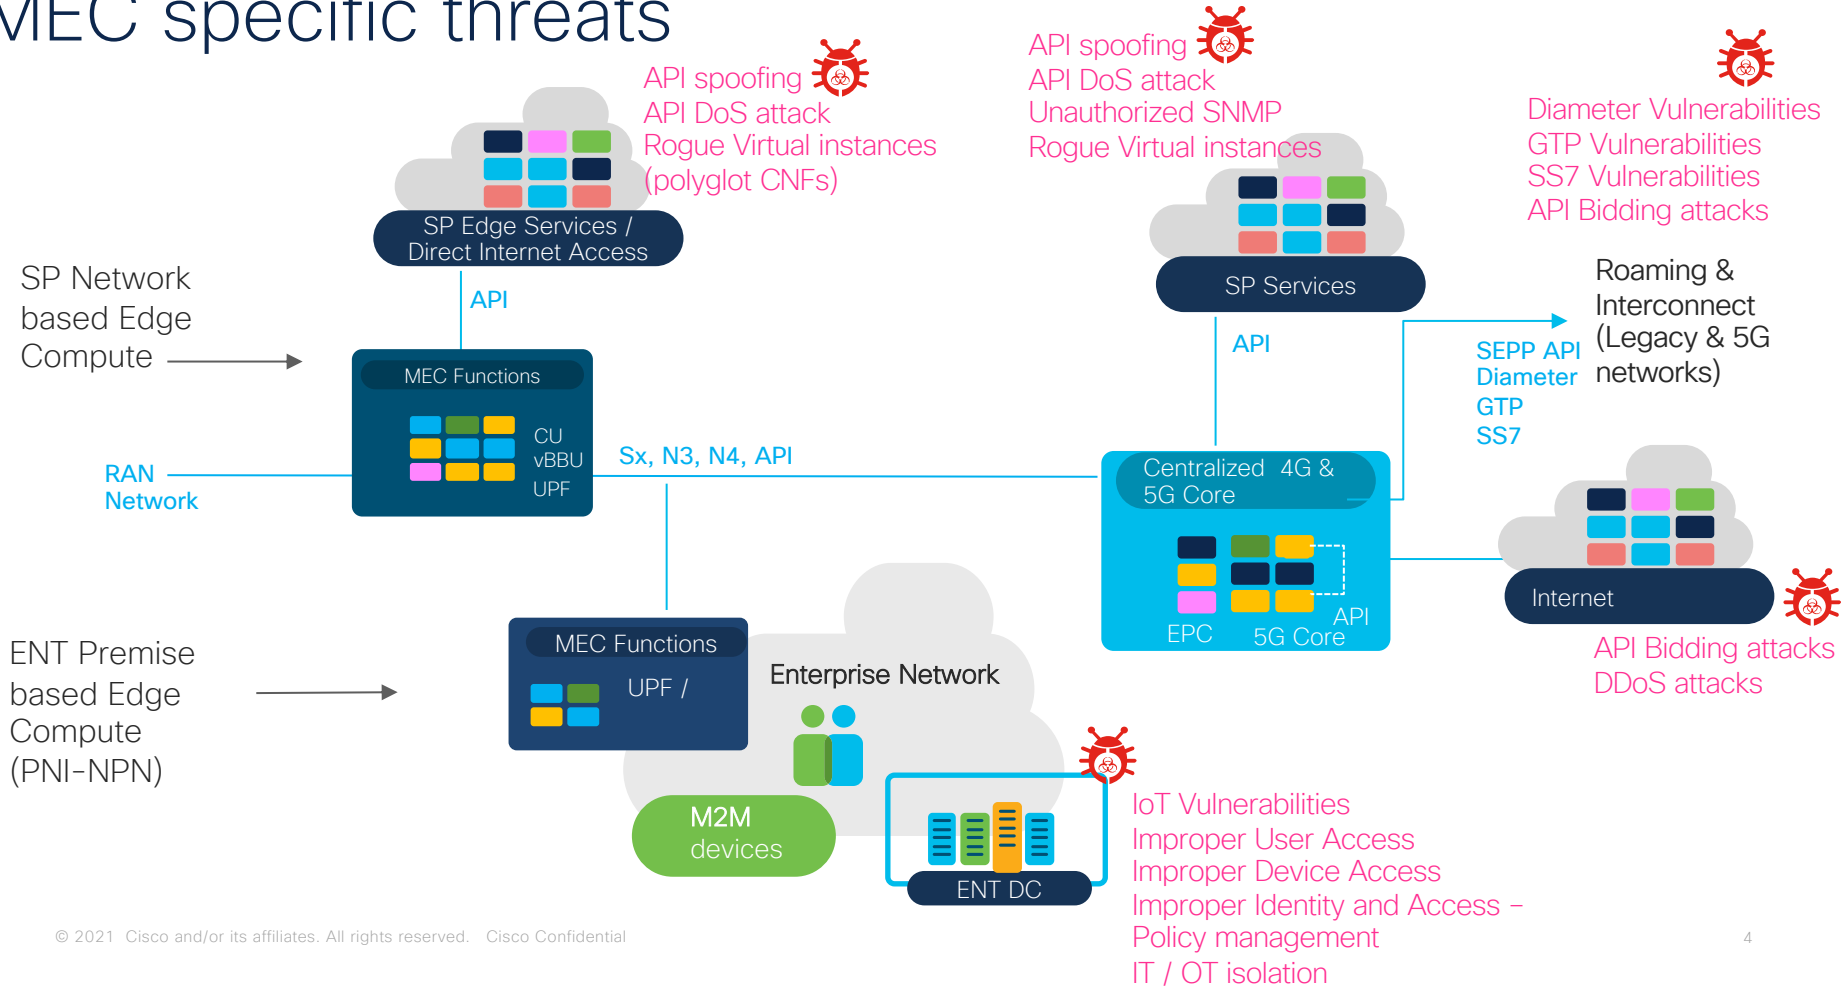 MEC specific threats
API spoofing
API DoS attack
Rogue Virtual instances
(polyglot CNFs)
API spoofing
API DoS attack
Unauthorized SNMP
Rogue Virtual instances
Diameter Vulnerabilities
GTP Vulnerabilities
SS7 Vulnerabilities
API Bidding attacks
SP Edge Services /
Direct Internet Access
SP Services
Roaming &
Interconnect
(Legacy & 5G
networks)
SP Network
based Edge
Compute
API
API
SEPP API
Diameter
GTP
SS7
MEC Functions
CU
vBBU
UPF
RAN
Network
Sx, N3, N4, API
Centralized 4G &
5G Core
EPC
5G Core
API
Internet
API Bidding attacks
DDoS attacks
ENT Premise
based Edge
Compute
(PNI-NPN)
MEC Functions
UPF /
Enterprise Network
M2M
devices
ENT DC
IoT Vulnerabilities
Improper User Access
Improper Device Access
Improper Identity and Access –
Policy management
IT / OT isolation
© 2021 Cisco and/or its affiliates. All rights reserved. Cisco Confidential
4